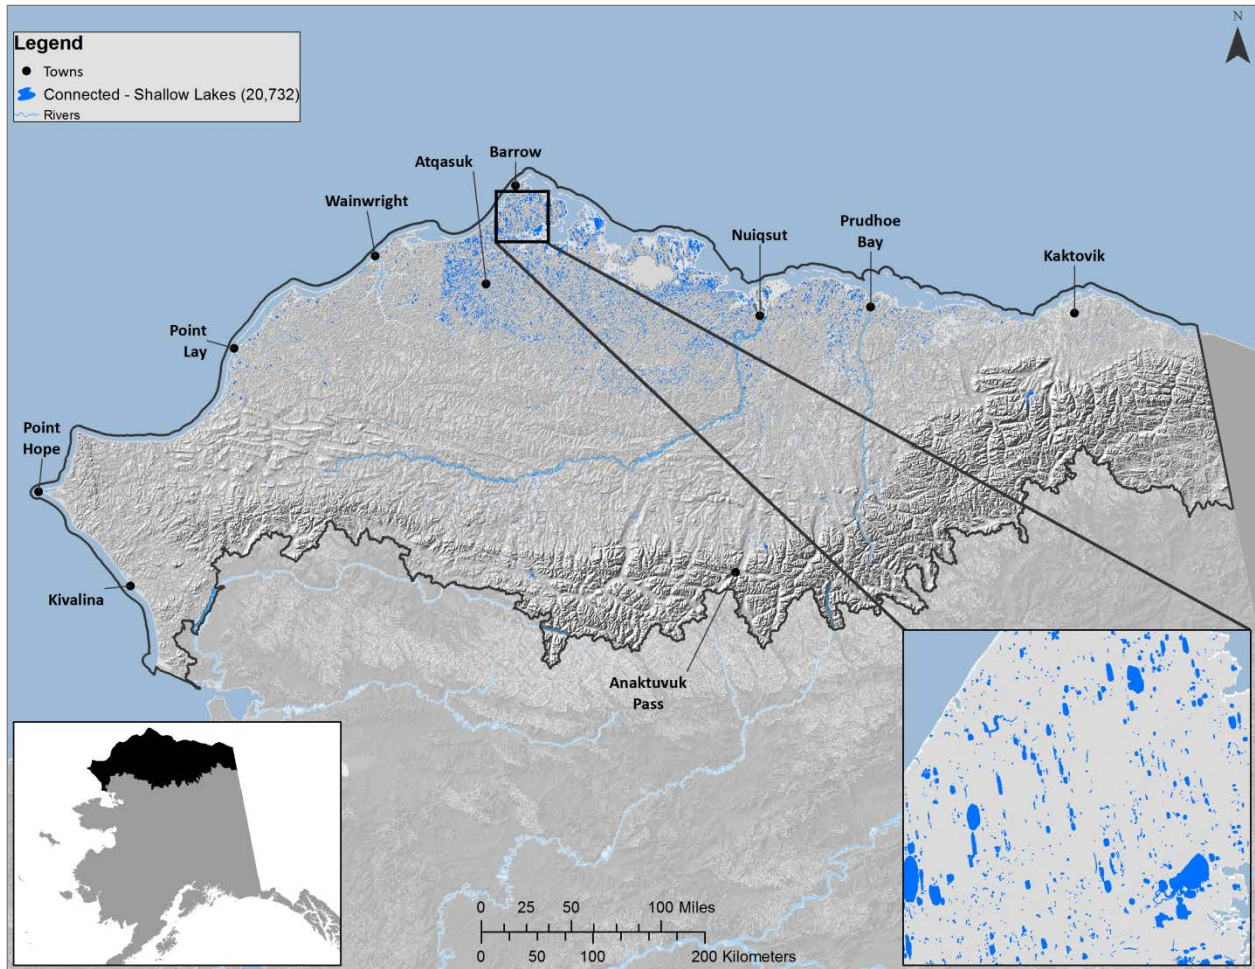 N
Legend
Towns
Connected - Shallow Lakes (20,732)
Rivers
Barrow
Atqasuk
Wainwright
Nuiqsut
Prudhoe
Bay
Kaktovik
Point
Lay
Point
Hope
Kivalina
Anaktuvuk
Pass
0 25 50 100 Miles
0 50 100 200 Kilometers